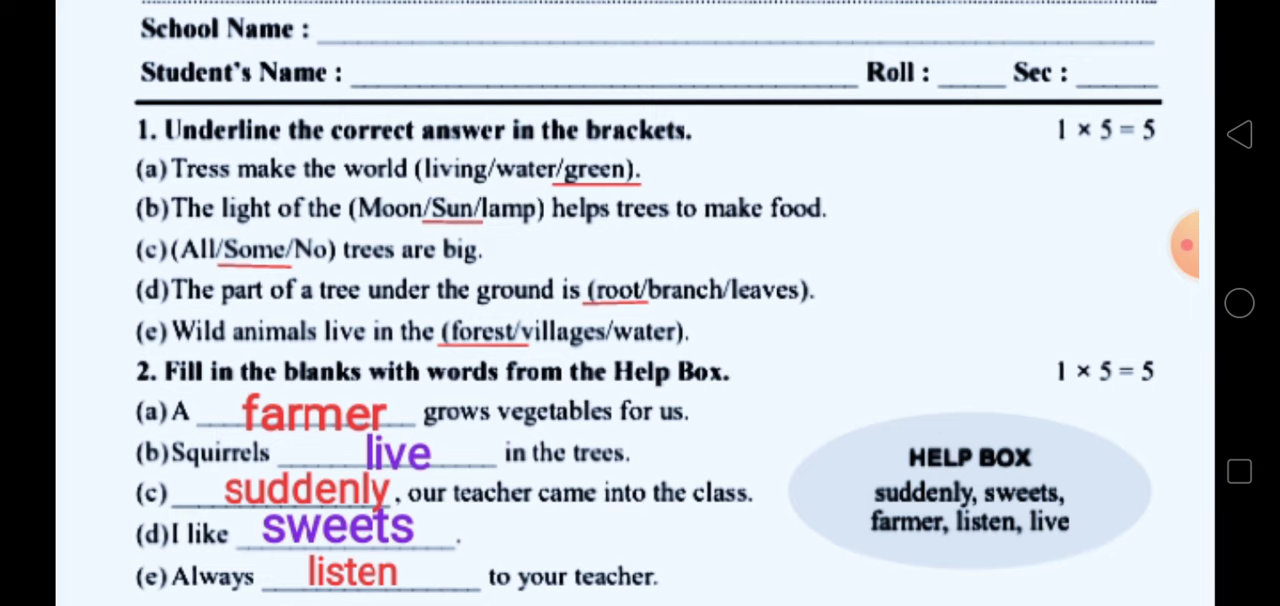 School Name : ____________
Student's Name : ____________ Roll : _____ Sec : ______
1. Underline the correct answer in the brackets. 1 × 5 = 5
(a) Tress make the world (living/water/green).
(b) The light of the (Moon/Sun/lamp) helps trees to make food.
(c) (All/Some/No) trees are big.
(d) The part of a tree under the ground is (root/branch/leaves).
(e) Wild animals live in the (forest/villages/water).
2. Fill in the blanks with words from the Help Box. 1 × 5 = 5
(a) A farmer grows vegetables for us.
(b) Squirrels live in the trees.
(c) suddenly, our teacher came into the class.
(d) I like sweets.
(e) Always listen to your teacher.
HELP BOX
suddenly, sweets,
farmer, listen, live